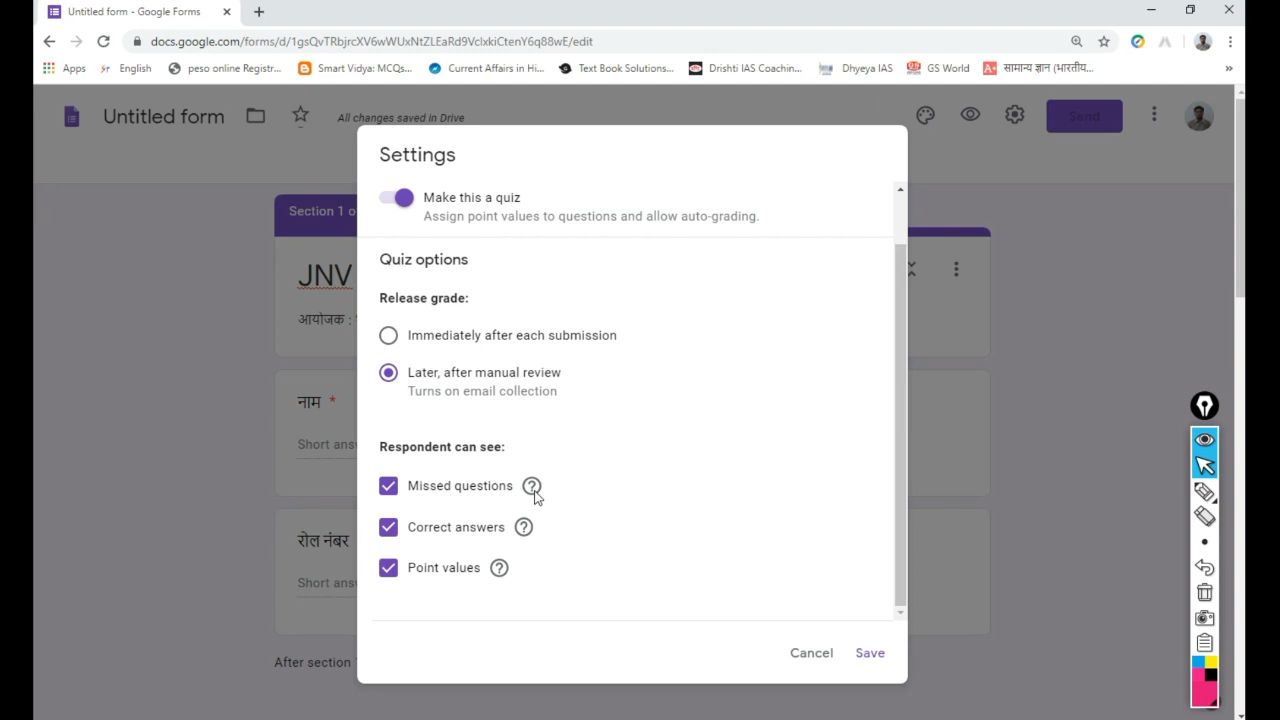 Untitled form - Google Forms
docs.google.com/forms/d/1gsQvTRbjrcXV6wWUxNtZLEaRd9VclxkiCtenY6q88wE/edit
Apps English peso online Registr... Smart Vidya: MCQs... Current Affairs in Hi... Text Book Solutions... Drishti IAS Coachin... Dhyeya IAS GS World सामान्य ज्ञान (भारतीय...
Untitled form All changes saved in Drive Send
Settings
Make this a quiz
Assign point values to questions and allow auto-grading.
Section 1 o
Quiz options
JNV
Release grade:
आयोजक :
Immediately after each submission
Later, after manual review
Turns on email collection
नाम *
Short ans
Respondent can see:
Missed questions
Correct answers
रोल नंबर
Point values
Short ans
Cancel Save
After section